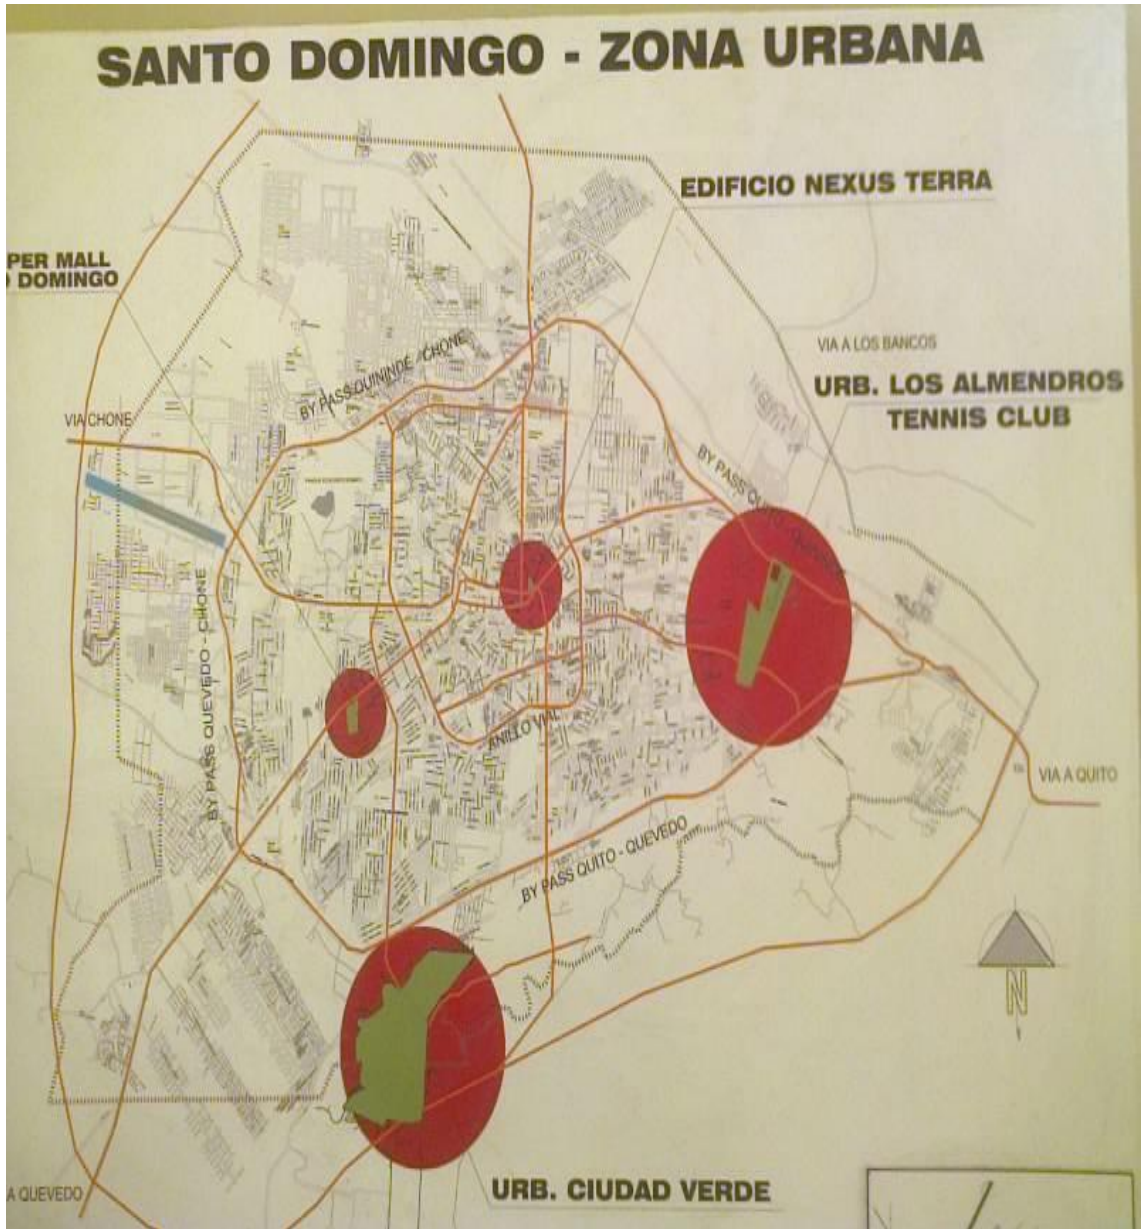 SANTO DOMINGO - ZONA URBANA
EDIFICIO NEXUS TERRA
PER MALL
DOMINGO
VIA A LOS BANCOS
URB. LOS ALMENDROS
TENNIS CLUB
BY PASS QUININDE - CHONE
VIA CHONE
BY PASS QUITO - QUININDE
BY PASS QUEVEDO - CHONE
ANILLO VIAL
VIA A QUITO
BY PASS QUITO - QUEVEDO
N
A QUEVEDO
URB. CIUDAD VERDE